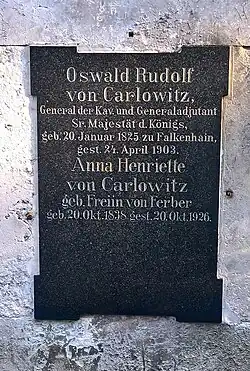 Oswald Rudolf
von Carlowitz,
General der Kav. und Generaladjutant
Sr. Majestät d. Königs,
geb. 20. Januar 1825 zu Falkenhain,
gest. 24. April 1903.
Anna Henriette
von Carlowitz
geb. Freiin von Ferber
geb. 20. Okt. 1838. gest. 20. Okt. 1926.